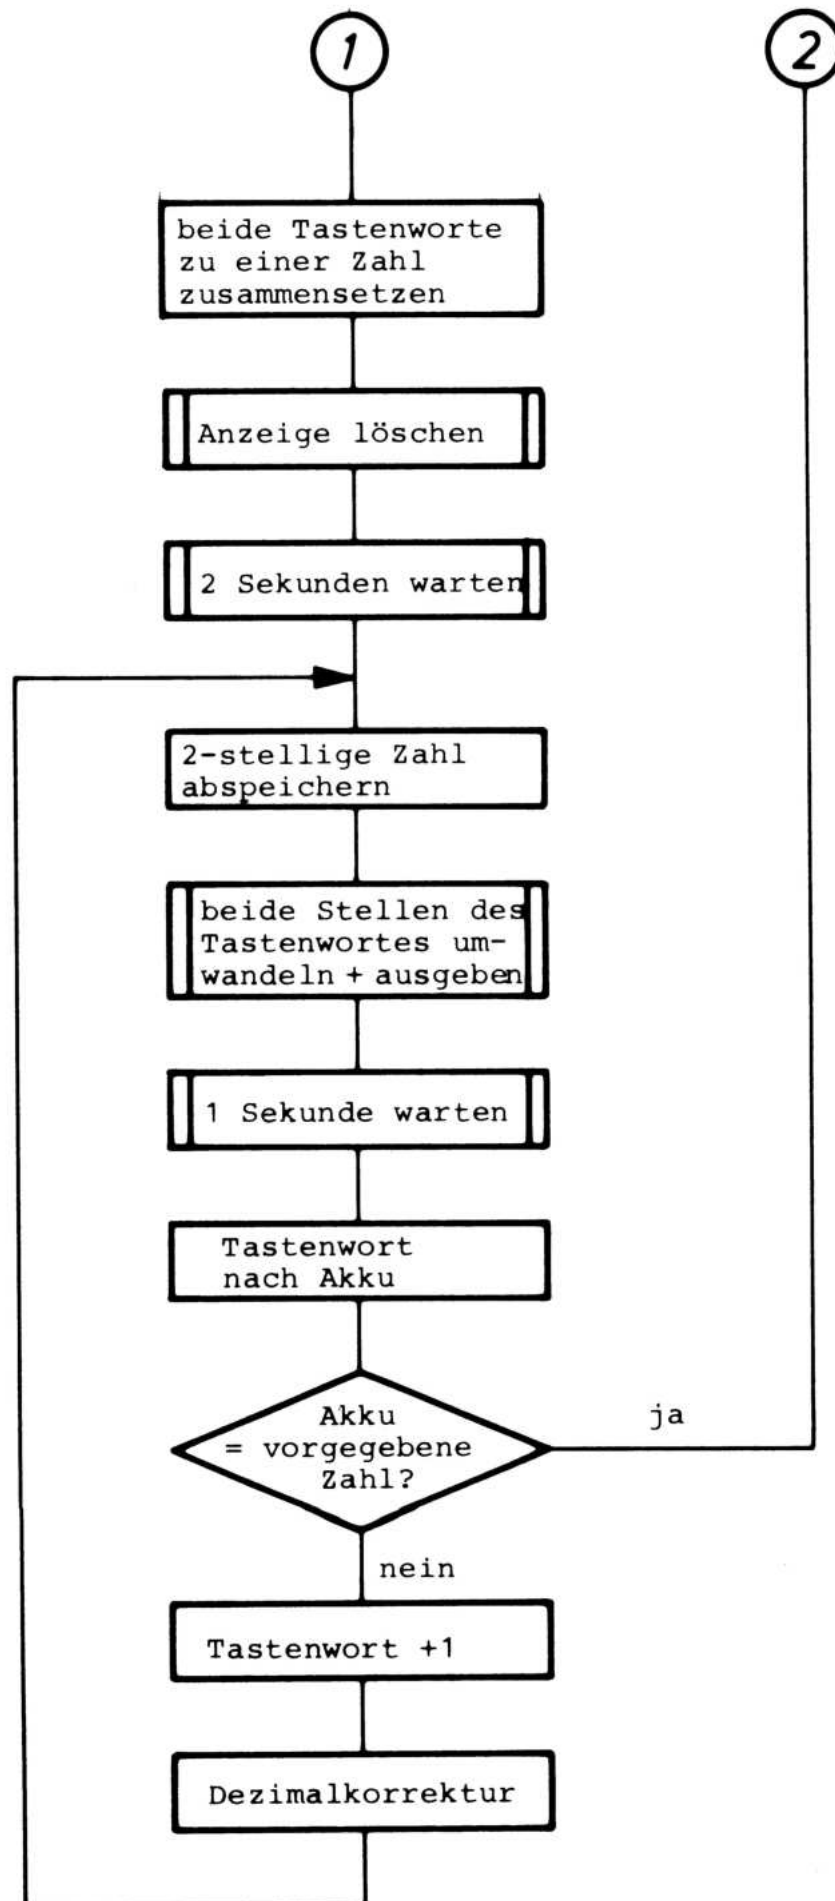 1
2
beide Tastenworte
zu einer Zahl
zusammensetzen
Anzeige löschen
2 Sekunden warten
2-stellige Zahl
abspeichern
beide Stellen des
Tastenwortes um-
wandeln + ausgeben
1 Sekunde warten
Tastenwort
nach Akku
Akku
= vorgegebene
Zahl?
ja
nein
Tastenwort +1
Dezimalkorrektur